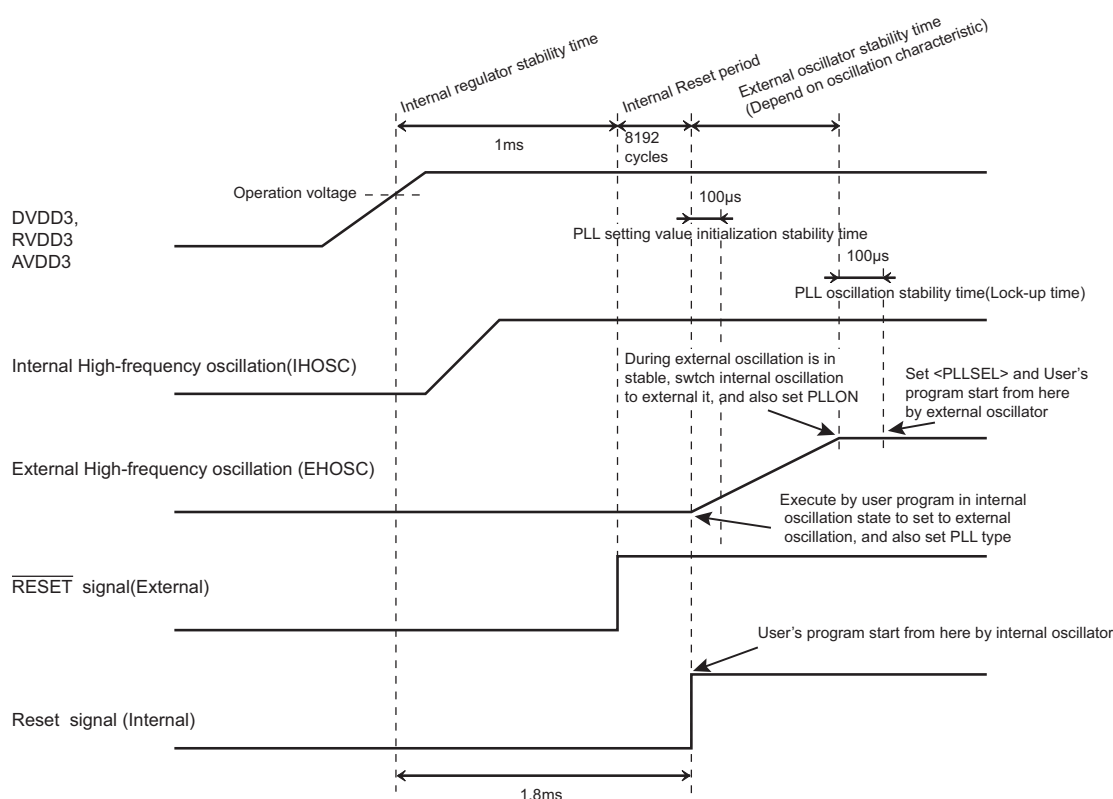 Internal regulator stability time
Internal Reset period
External oscillator stability time
(Depend on oscillation characteristic)
1ms
8192
cycles
Operation voltage
DVDD3,
RVDD3
AVDD3
100µs
PLL setting value initialization stability time
100µs
PLL oscillation stability time(Lock-up time)
Internal High-frequency oscillation(IHOSC)
During external oscillation is in
stable, swtch internal oscillation
to external it, and also set PLLON
Set <PLLSEL> and User's
program start from here
by external oscillator
External High-frequency oscillation (EHOSC)
Execute by user program in internal
oscillation state to set to external
oscillation, and also set PLL type
RESET signal(External)
User's program start from here by internal oscillator
Reset signal (Internal)
1.8ms